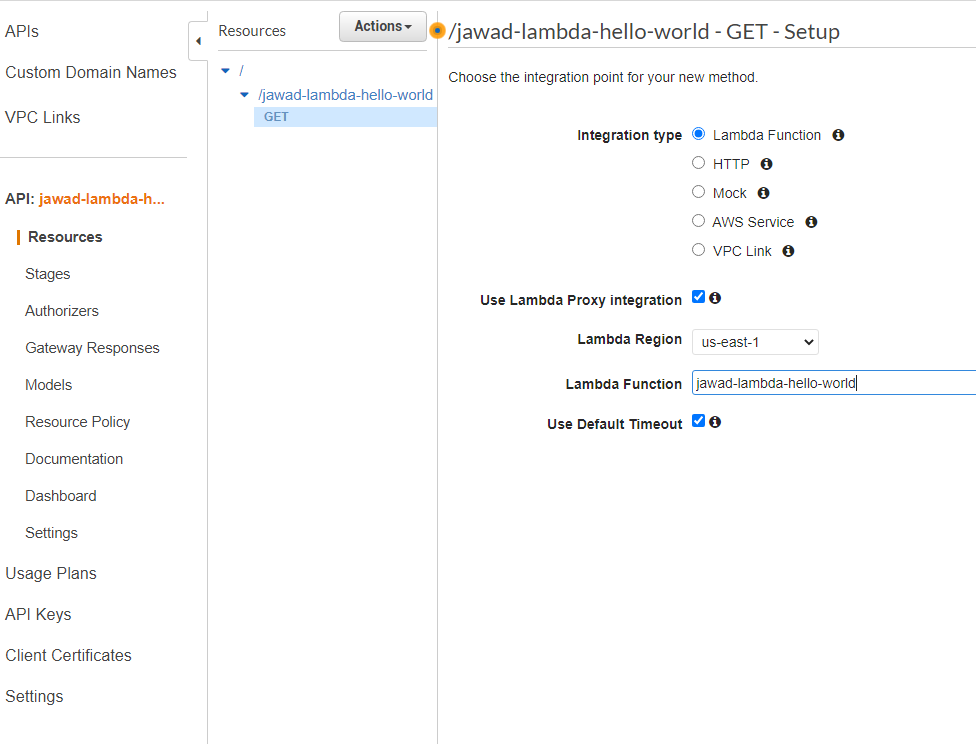 APIs
Custom Domain Names
VPC Links
API: jawad-lambda-h...
Resources
Stages
Authorizers
Gateway Responses
Models
Resource Policy
Documentation
Dashboard
Settings
Usage Plans
API Keys
Client Certificates
Settings
Resources
Actions
/
/jawad-lambda-hello-world
GET
/jawad-lambda-hello-world - GET - Setup
Choose the integration point for your new method.
Integration type
Lambda Function
HTTP
Mock
AWS Service
VPC Link
Use Lambda Proxy integration
Lambda Region us-east-1
Lambda Function jawad-lambda-hello-world
Use Default Timeout